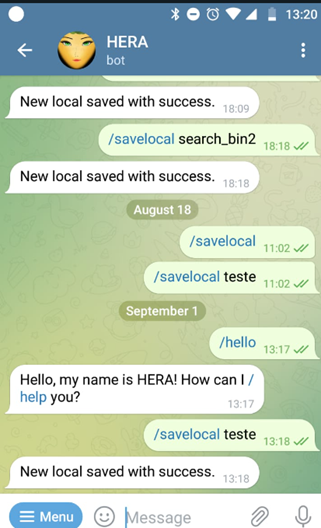 13:20
HERA
bot
New local saved with success. 18:09
/savelocal search_bin2 18:18
New local saved with success. 18:18
August 18
/savelocal 11:02
/savelocal teste 11:02
September 1
/hello 13:17
Hello, my name is HERA! How can I /
help you? 13:17
/savelocal teste 13:18
New local saved with success. 13:18
Menu Message